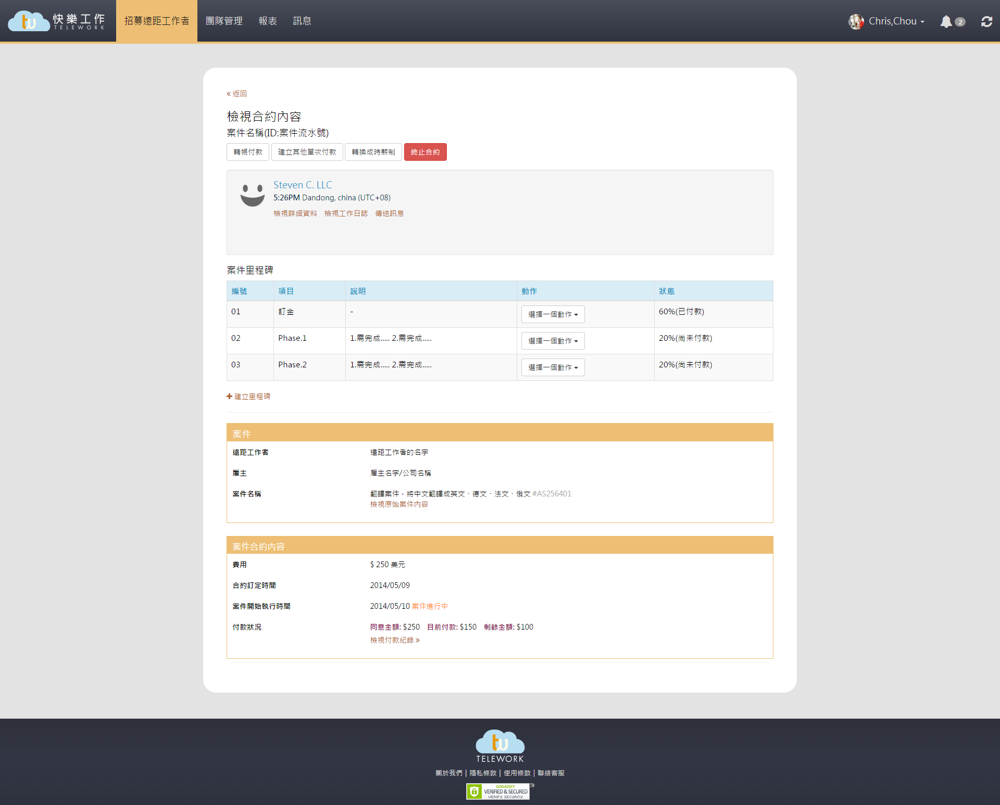 tw 快樂工作 TELEWORK
招募遠距工作者 團隊管理 報表 訊息 Chris,Chou 2
« 返回
檢視合約內容
案件名稱(ID:案件流水號)
轉帳付款 建立其他單次付款 轉換成時薪制 終止合約
Steven C. LLC
5:26PM Dandong, china (UTC+08)
檢視詳細資料 檢視工作日誌 傳送訊息
案件里程碑
編號 項目 說明 動作 狀態
01 訂金 - 選擇一個動作 60%(已付款)
02 Phase.1 1.需完成..... 2.需完成..... 選擇一個動作 20%(尚未付款)
03 Phase.2 1.需完成..... 2.需完成..... 選擇一個動作 20%(尚未付款)
建立里程碑
案件
遠距工作者 遠距工作者的名字
雇主 雇主名字/公司名稱
案件名稱 翻譯案件，將中文翻譯成英文、德文、法文、俄文 #AS256401
檢視原始案件內容
案件合約內容
費用 $ 250 美元
合約訂定時間 2014/05/09
案件開始執行時間 2014/05/10 案件進行中
付款狀況 同意金額: $250 目前付款: $150 剩餘金額: $100
檢視付款紀錄 »
tw
TELEWORK
關於我們 | 隱私條款 | 使用條款 | 聯絡客服
GODADDY
VERIFIED & SECURED
VERIFY SECURITY